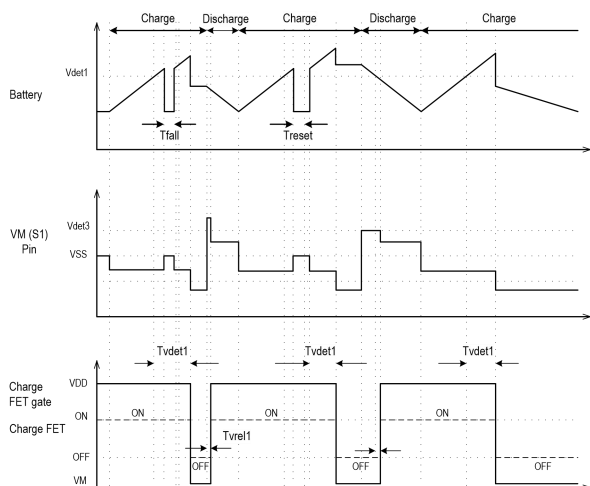 Charge Discharge Charge Discharge Charge
Vdet1
Battery
Tfall Treset
Vdet3
VM (S1)
Pin
VSS
Tvdet1 Tvdet1 Tvdet1
Charge
FET gate
VDD
ON ON ON ON
Charge FET
Tvrel1
OFF OFF OFF OFF
VM